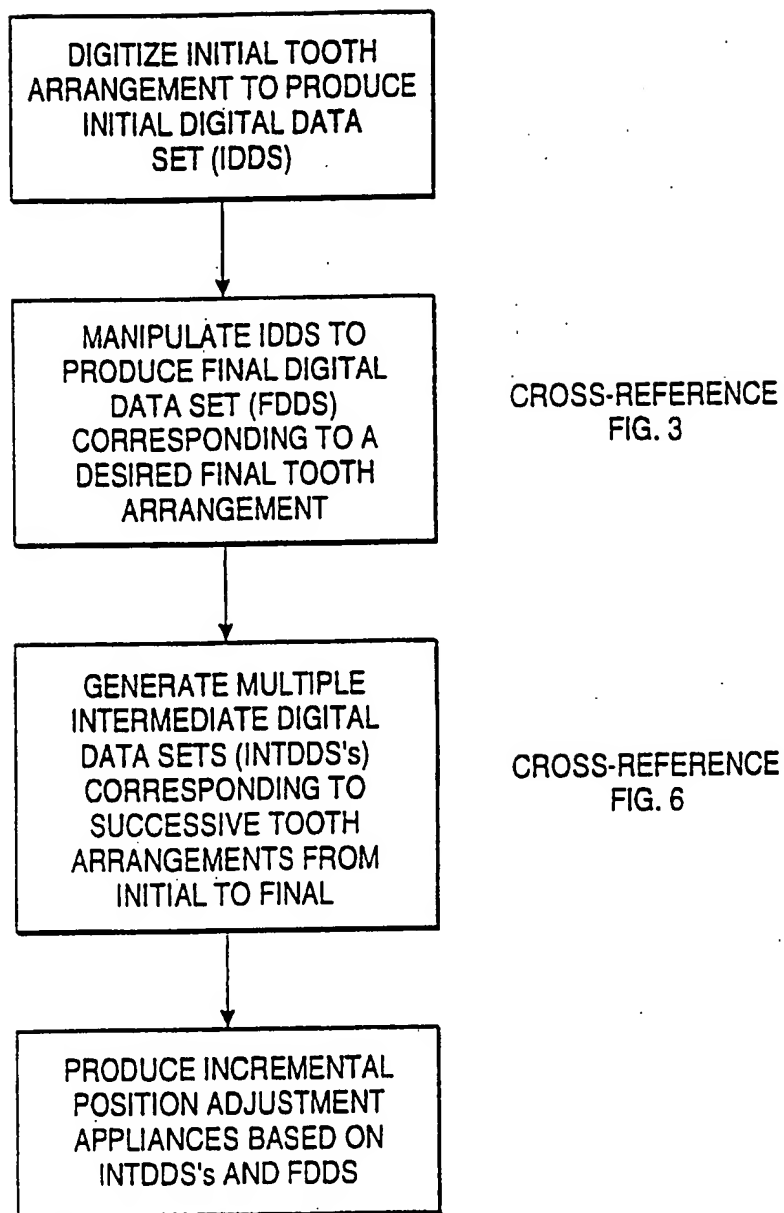 DIGITIZE INITIAL TOOTH
ARRANGEMENT TO PRODUCE
INITIAL DIGITAL DATA
SET (IDDS)
MANIPULATE IDDS TO
PRODUCE FINAL DIGITAL
DATA SET (FDDS)
CORRESPONDING TO A
DESIRED FINAL TOOTH
ARRANGEMENT
CROSS-REFERENCE
FIG. 3
GENERATE MULTIPLE
INTERMEDIATE DIGITAL
DATA SETS (INTDDS's)
CORRESPONDING TO
SUCCESSIVE TOOTH
ARRANGEMENTS FROM
INITIAL TO FINAL
CROSS-REFERENCE
FIG. 6
PRODUCE INCREMENTAL
POSITION ADJUSTMENT
APPLIANCES BASED ON
INTDDS's AND FDDS